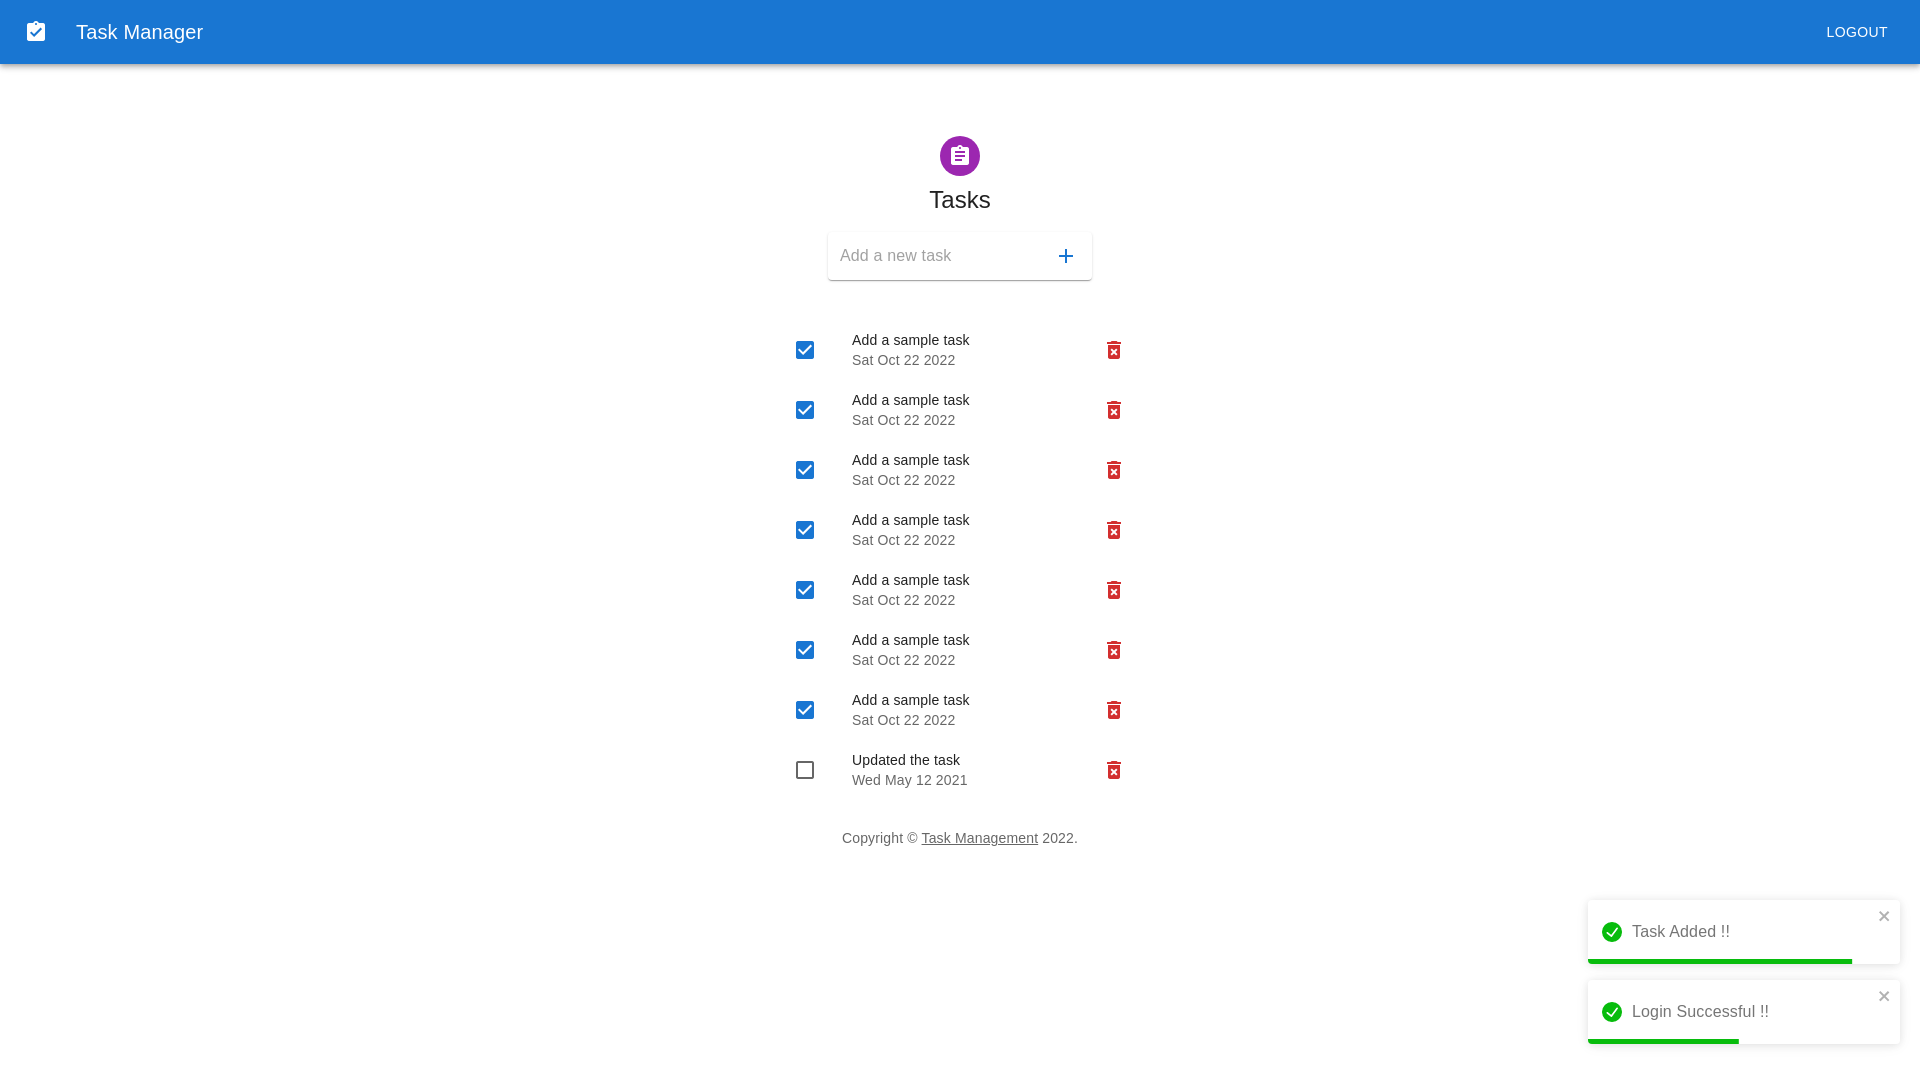 Task Manager
LOGOUT
Tasks
Add a new task
Add a sample task
Sat Oct 22 2022
Add a sample task
Sat Oct 22 2022
Add a sample task
Sat Oct 22 2022
Add a sample task
Sat Oct 22 2022
Add a sample task
Sat Oct 22 2022
Add a sample task
Sat Oct 22 2022
Add a sample task
Sat Oct 22 2022
Updated the task
Wed May 12 2021
Copyright © Task Management 2022.
Task Added !!
Login Successful !!